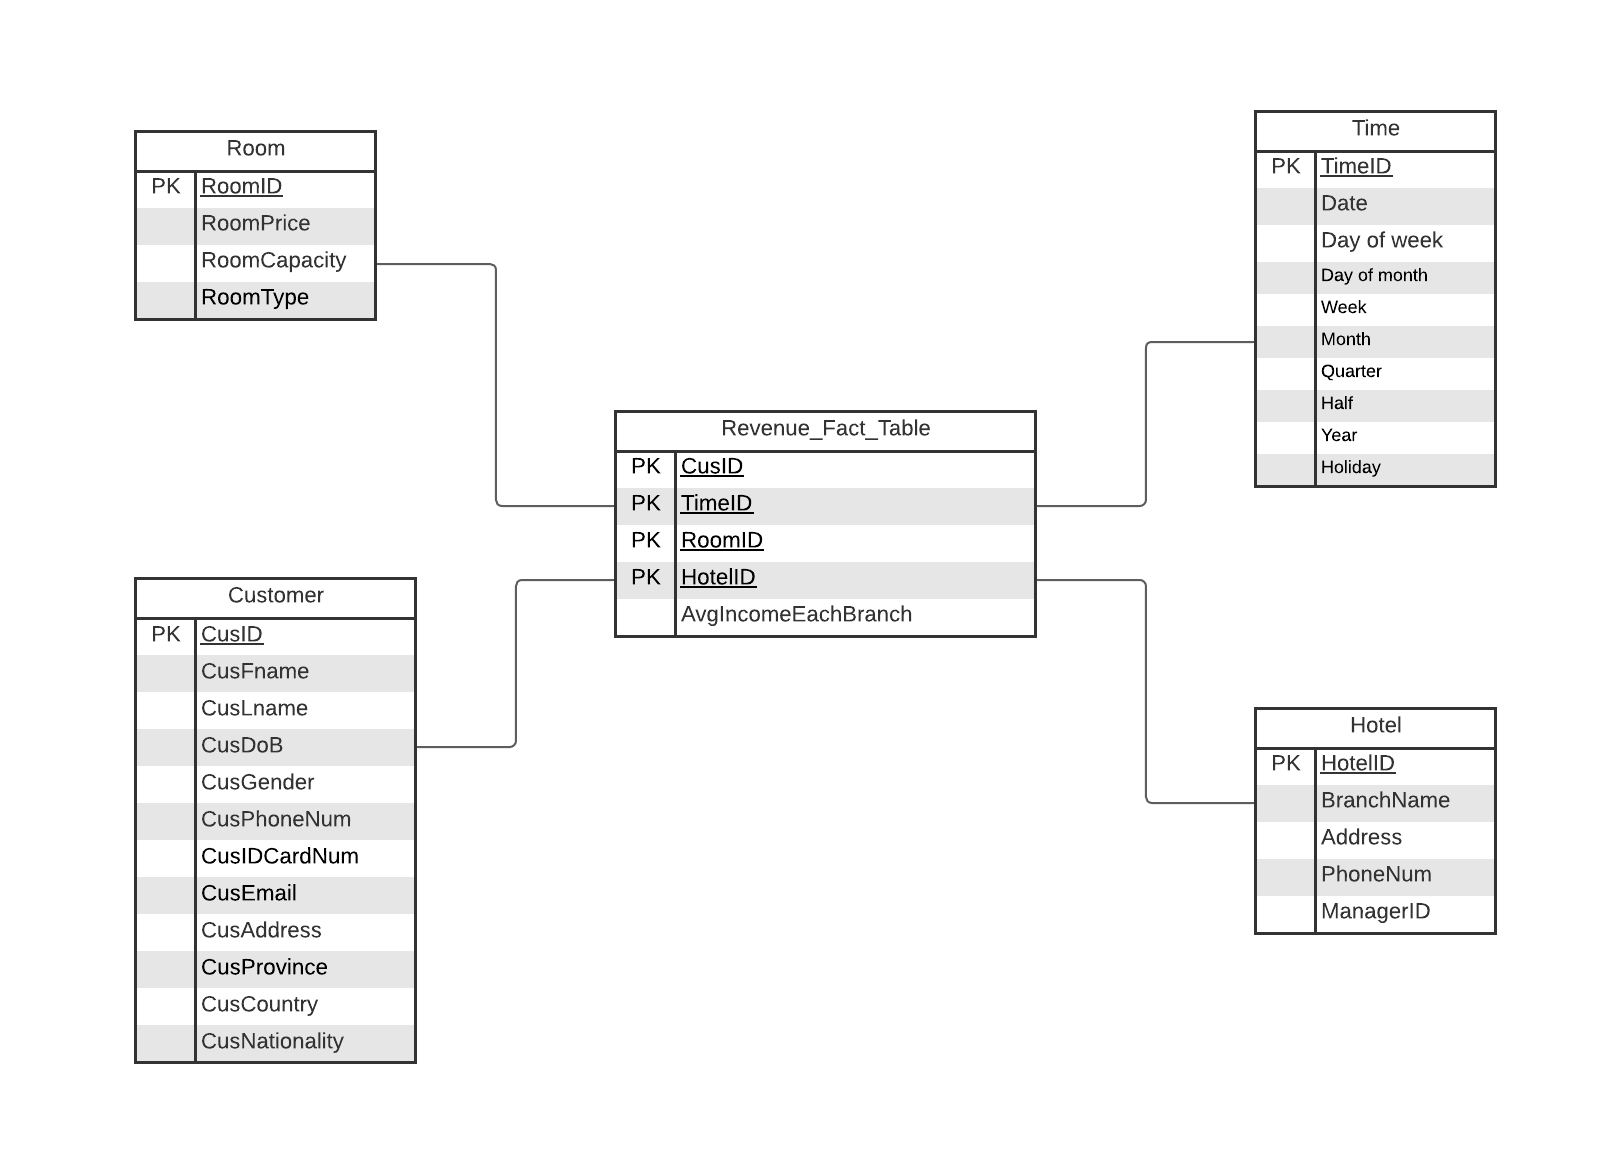 Room
PK RoomID
RoomPrice
RoomCapacity
RoomType
Time
PK TimeID
Date
Day of week
Day of month
Week
Month
Quarter
Half
Year
Holiday
Revenue_Fact_Table
PK CusID
PK TimeID
PK RoomID
PK HotelID
AvgIncomeEachBranch
Customer
PK CusID
CusFname
CusLname
CusDoB
CusGender
CusPhoneNum
CusIDCardNum
CusEmail
CusAddress
CusProvince
CusCountry
CusNationality
Hotel
PK HotelID
BranchName
Address
PhoneNum
ManagerID